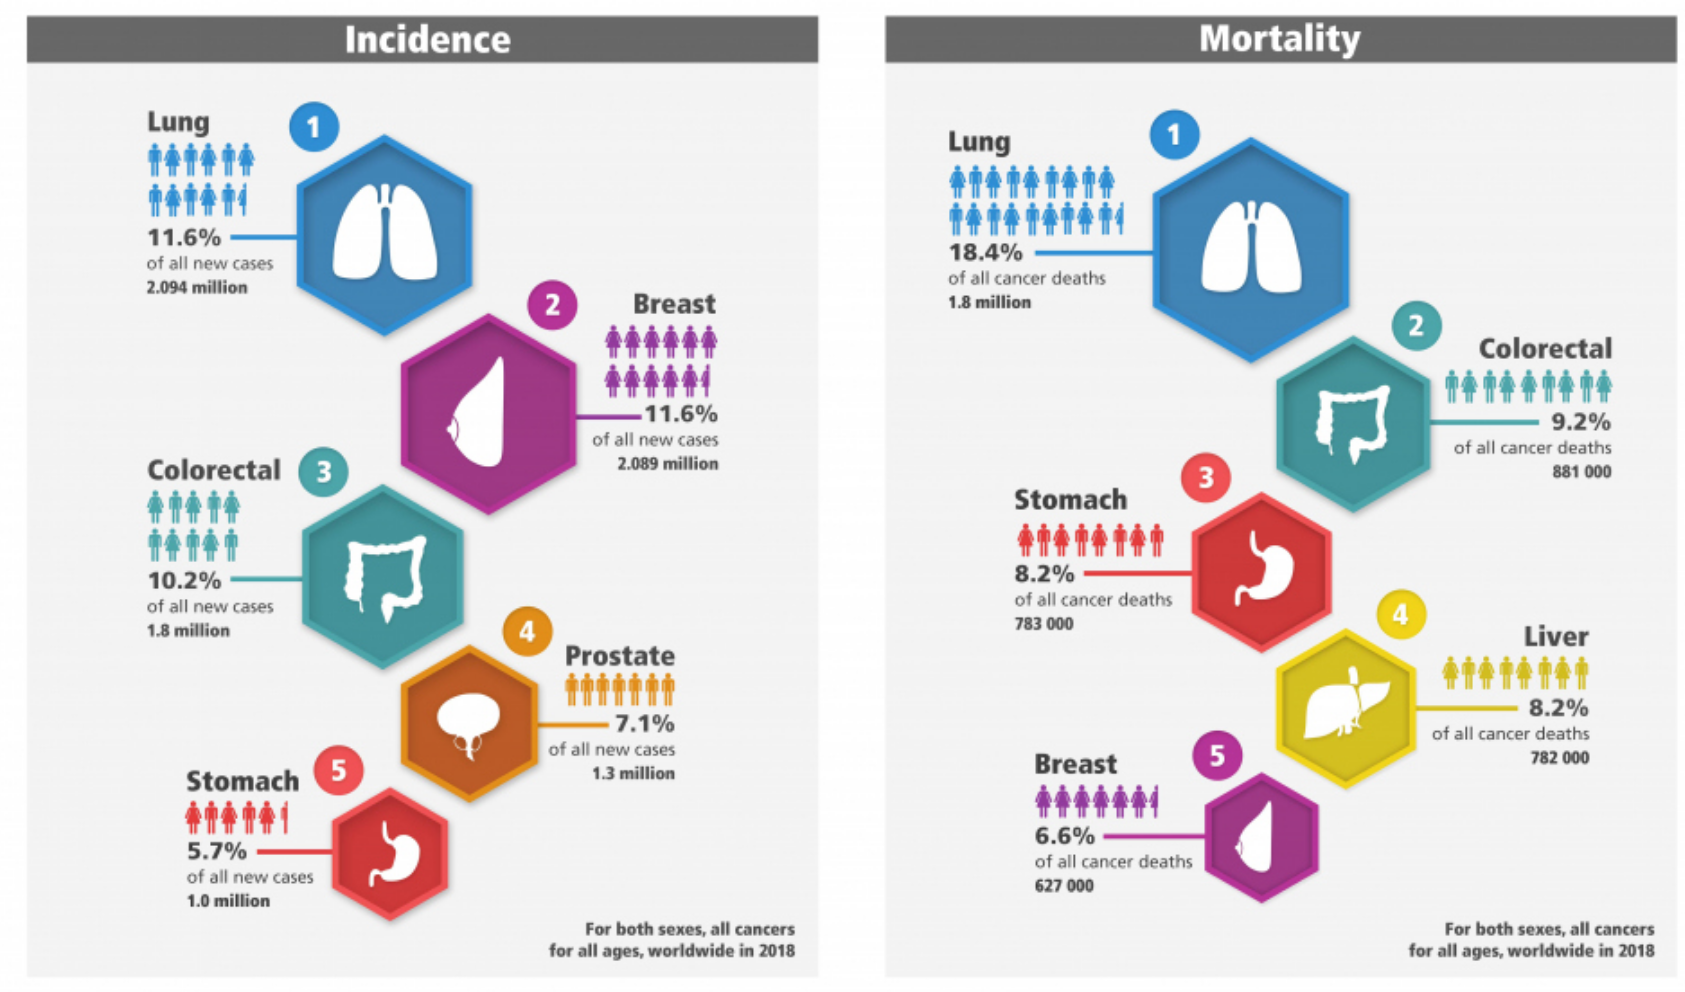 Incidence
Lung
1
11.6%
of all new cases
2.094 million
2
Breast
11.6%
of all new cases
2.089 million
Colorectal
3
10.2%
of all new cases
1.8 million
4
Prostate
7.1%
of all new cases
1.3 million
Stomach
5
5.7%
of all new cases
1.0 million
For both sexes, all cancers
for all ages, worldwide in 2018
Mortality
Lung
1
18.4%
of all cancer deaths
1.8 million
2
Colorectal
9.2%
of all cancer deaths
881 000
3
Stomach
8.2%
of all cancer deaths
783 000
4
Liver
8.2%
of all cancer deaths
782 000
Breast
5
6.6%
of all cancer deaths
627 000
For both sexes, all cancers
for all ages, worldwide in 2018